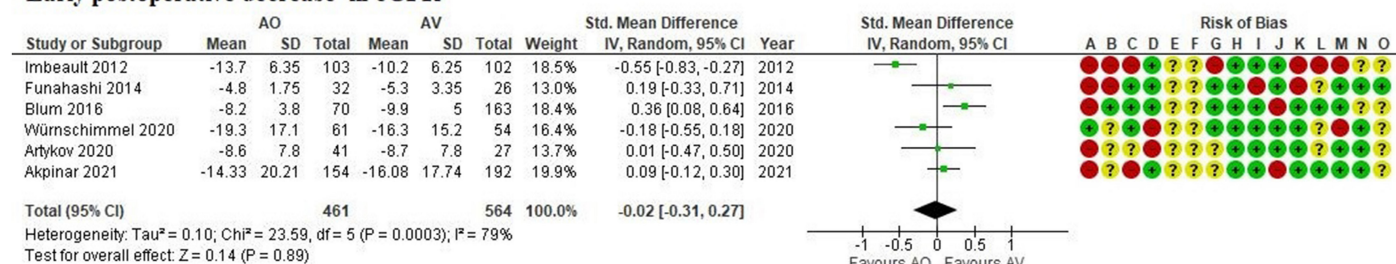 Early postoperative decrease in
AO AV Std. Mean Difference Std. Mean Difference Risk of Bias
Study or Subgroup Mean SD Total Mean SD Total Weight IV, Random, 95% CI Year IV, Random, 95% CI A B C D E F G H I J K L M N O
Imbeault 2012 -13.7 6.35 103 -10.2 6.25 102 18.5% -0.55 [-0.83, -0.27] 2012
Funahashi 2014 -4.8 1.75 32 -5.3 3.35 26 13.0% 0.19 [-0.33, 0.71] 2014
Blum 2016 -8.2 3.8 70 -9.9 5 163 18.4% 0.36 [0.08, 0.64] 2016
Würnschimmel 2020 -19.3 17.1 61 -16.3 15.2 54 16.4% -0.18 [-0.55, 0.18] 2020
Artykov 2020 -8.6 7.8 41 -8.7 7.8 27 13.7% 0.01 [-0.47, 0.50] 2020
Akpinar 2021 -14.33 20.21 154 -16.08 17.74 192 19.9% 0.09 [-0.12, 0.30] 2021
Total (95% CI) 461 564 100.0% -0.02 [-0.31, 0.27]
Heterogeneity: Tau² = 0.10; Chi² = 23.59, df = 5 (P = 0.0003); I² = 79%
Test for overall effect: Z = 0.14 (P = 0.89)
-1 -0.5 0 0.5 1
Favours AO Favours AV